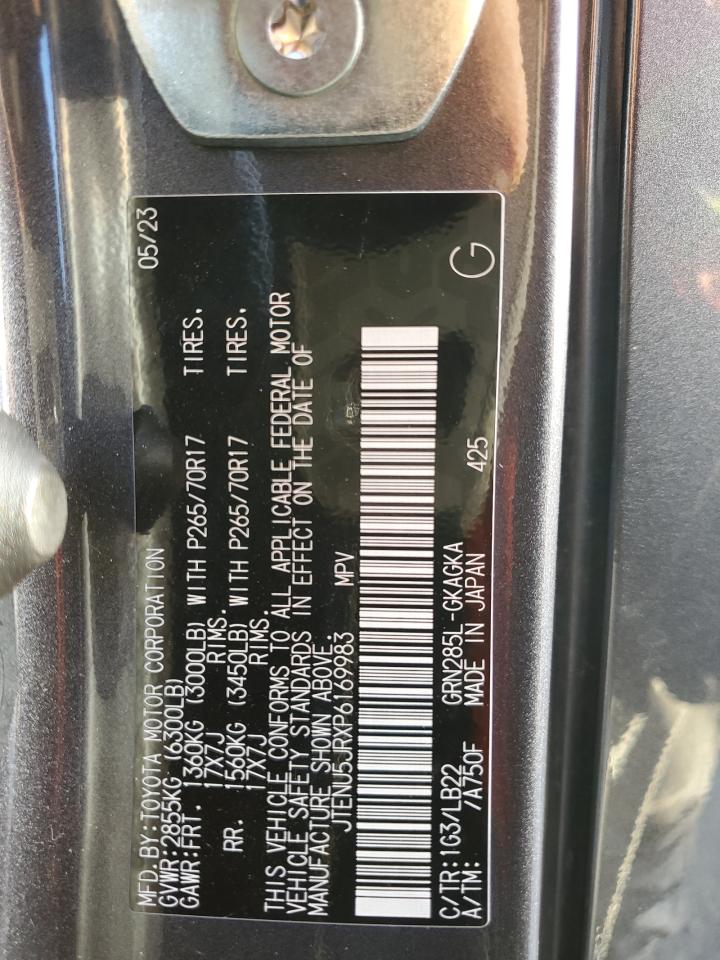 MFD.BY:TOYOTA MOTOR CORPORATION 05/23
GVWR:2855KG (6300LB)
GAWR:FRT. 1360KG (3000LB) WITH P265/70R17 TIRES.
17X7J RIMS.
RR. 1560KG (3450LB) WITH P265/70R17 TIRES.
17X7J RIMS.
THIS VEHICLE CONFORMS TO ALL APPLICABLE FEDERAL MOTOR
VEHICLE SAFETY STANDARDS IN EFFECT ON THE DATE OF
MANUFACTURE SHOWN ABOVE.
JTENU5JRXP6169983 MPV
C/TR:1G3/LB22 GRN285L-GKAGKA G
A/TM: /A750F MADE IN JAPAN 425